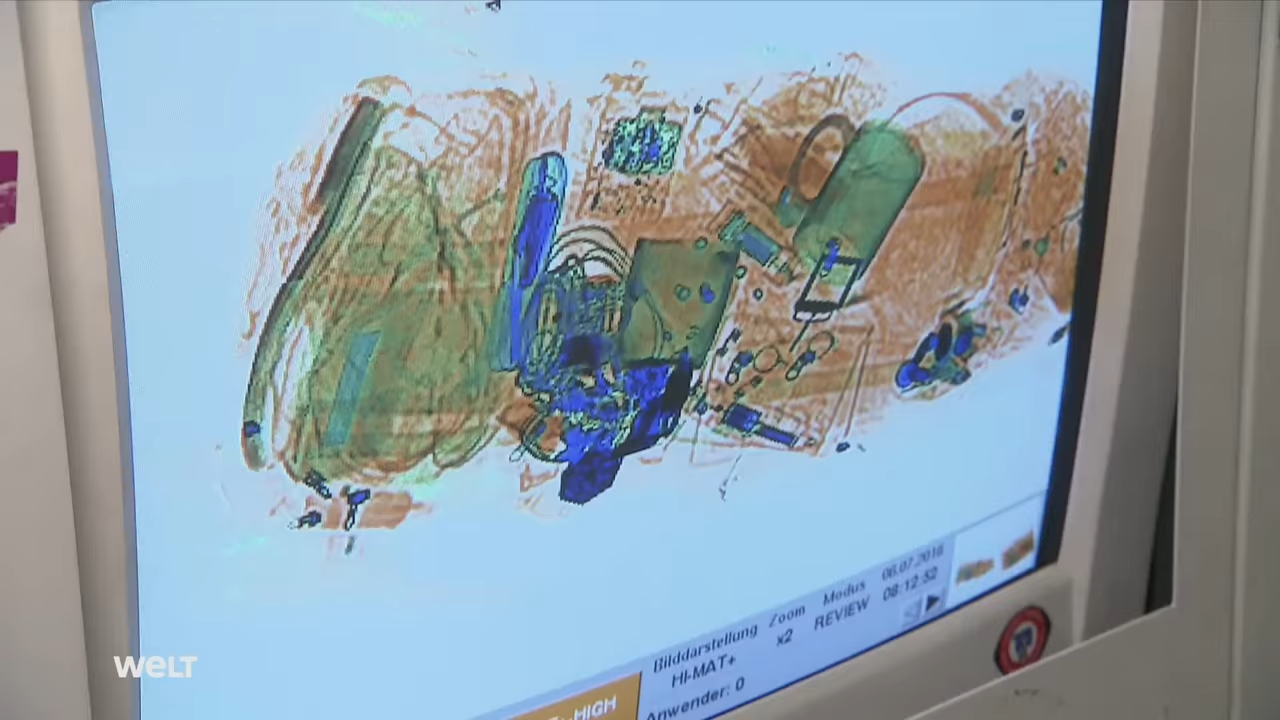 Bilddarstellung Zoom Modus 06.07.2016
HI-MAT+ x2 REVIEW 08:12:52
Anwender: 0
HIGH
WELT